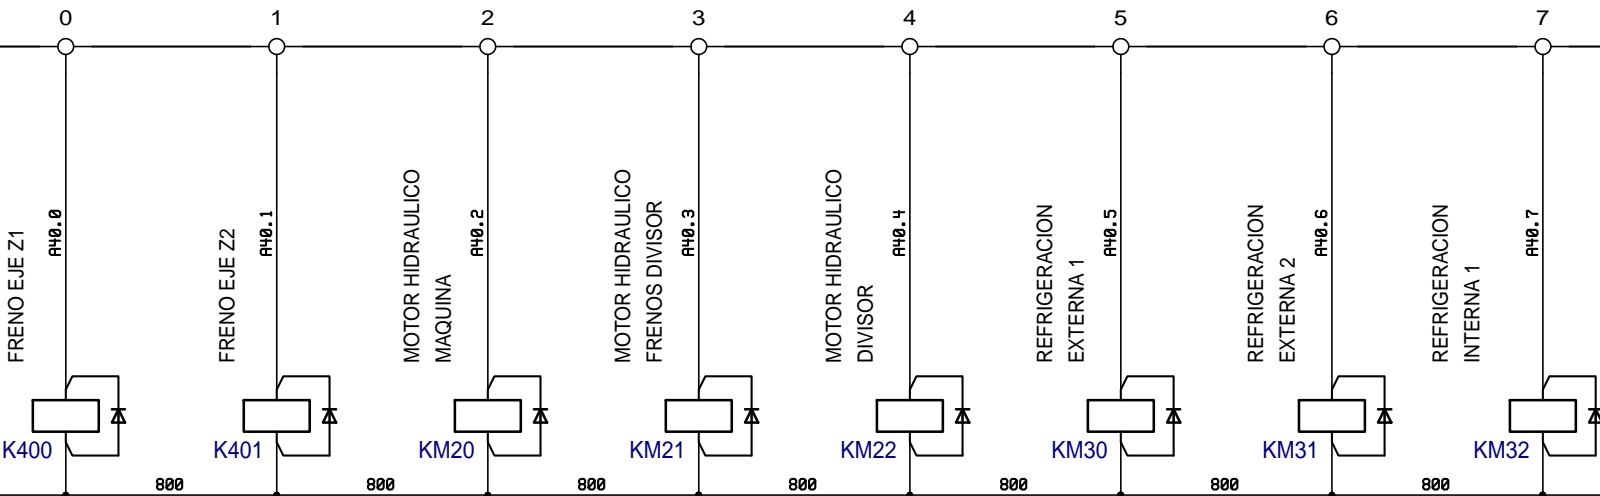 0 1 2 3 4 5 6 7
FRENO EJE Z1
A40.0
FRENO EJE Z2
A40.1
MOTOR HIDRAULICO
MAQUINA
A40.2
MOTOR HIDRAULICO
FRENOS DIVISOR
A40.3
MOTOR HIDRAULICO
DIVISOR
A40.4
REFRIGERACION
EXTERNA 1
A40.5
REFRIGERACION
EXTERNA 2
A40.6
REFRIGERACION
INTERNA 1
A40.7
K400 K401 KM20 KM21 KM22 KM30 KM31 KM32
800 800 800 800 800 800 800